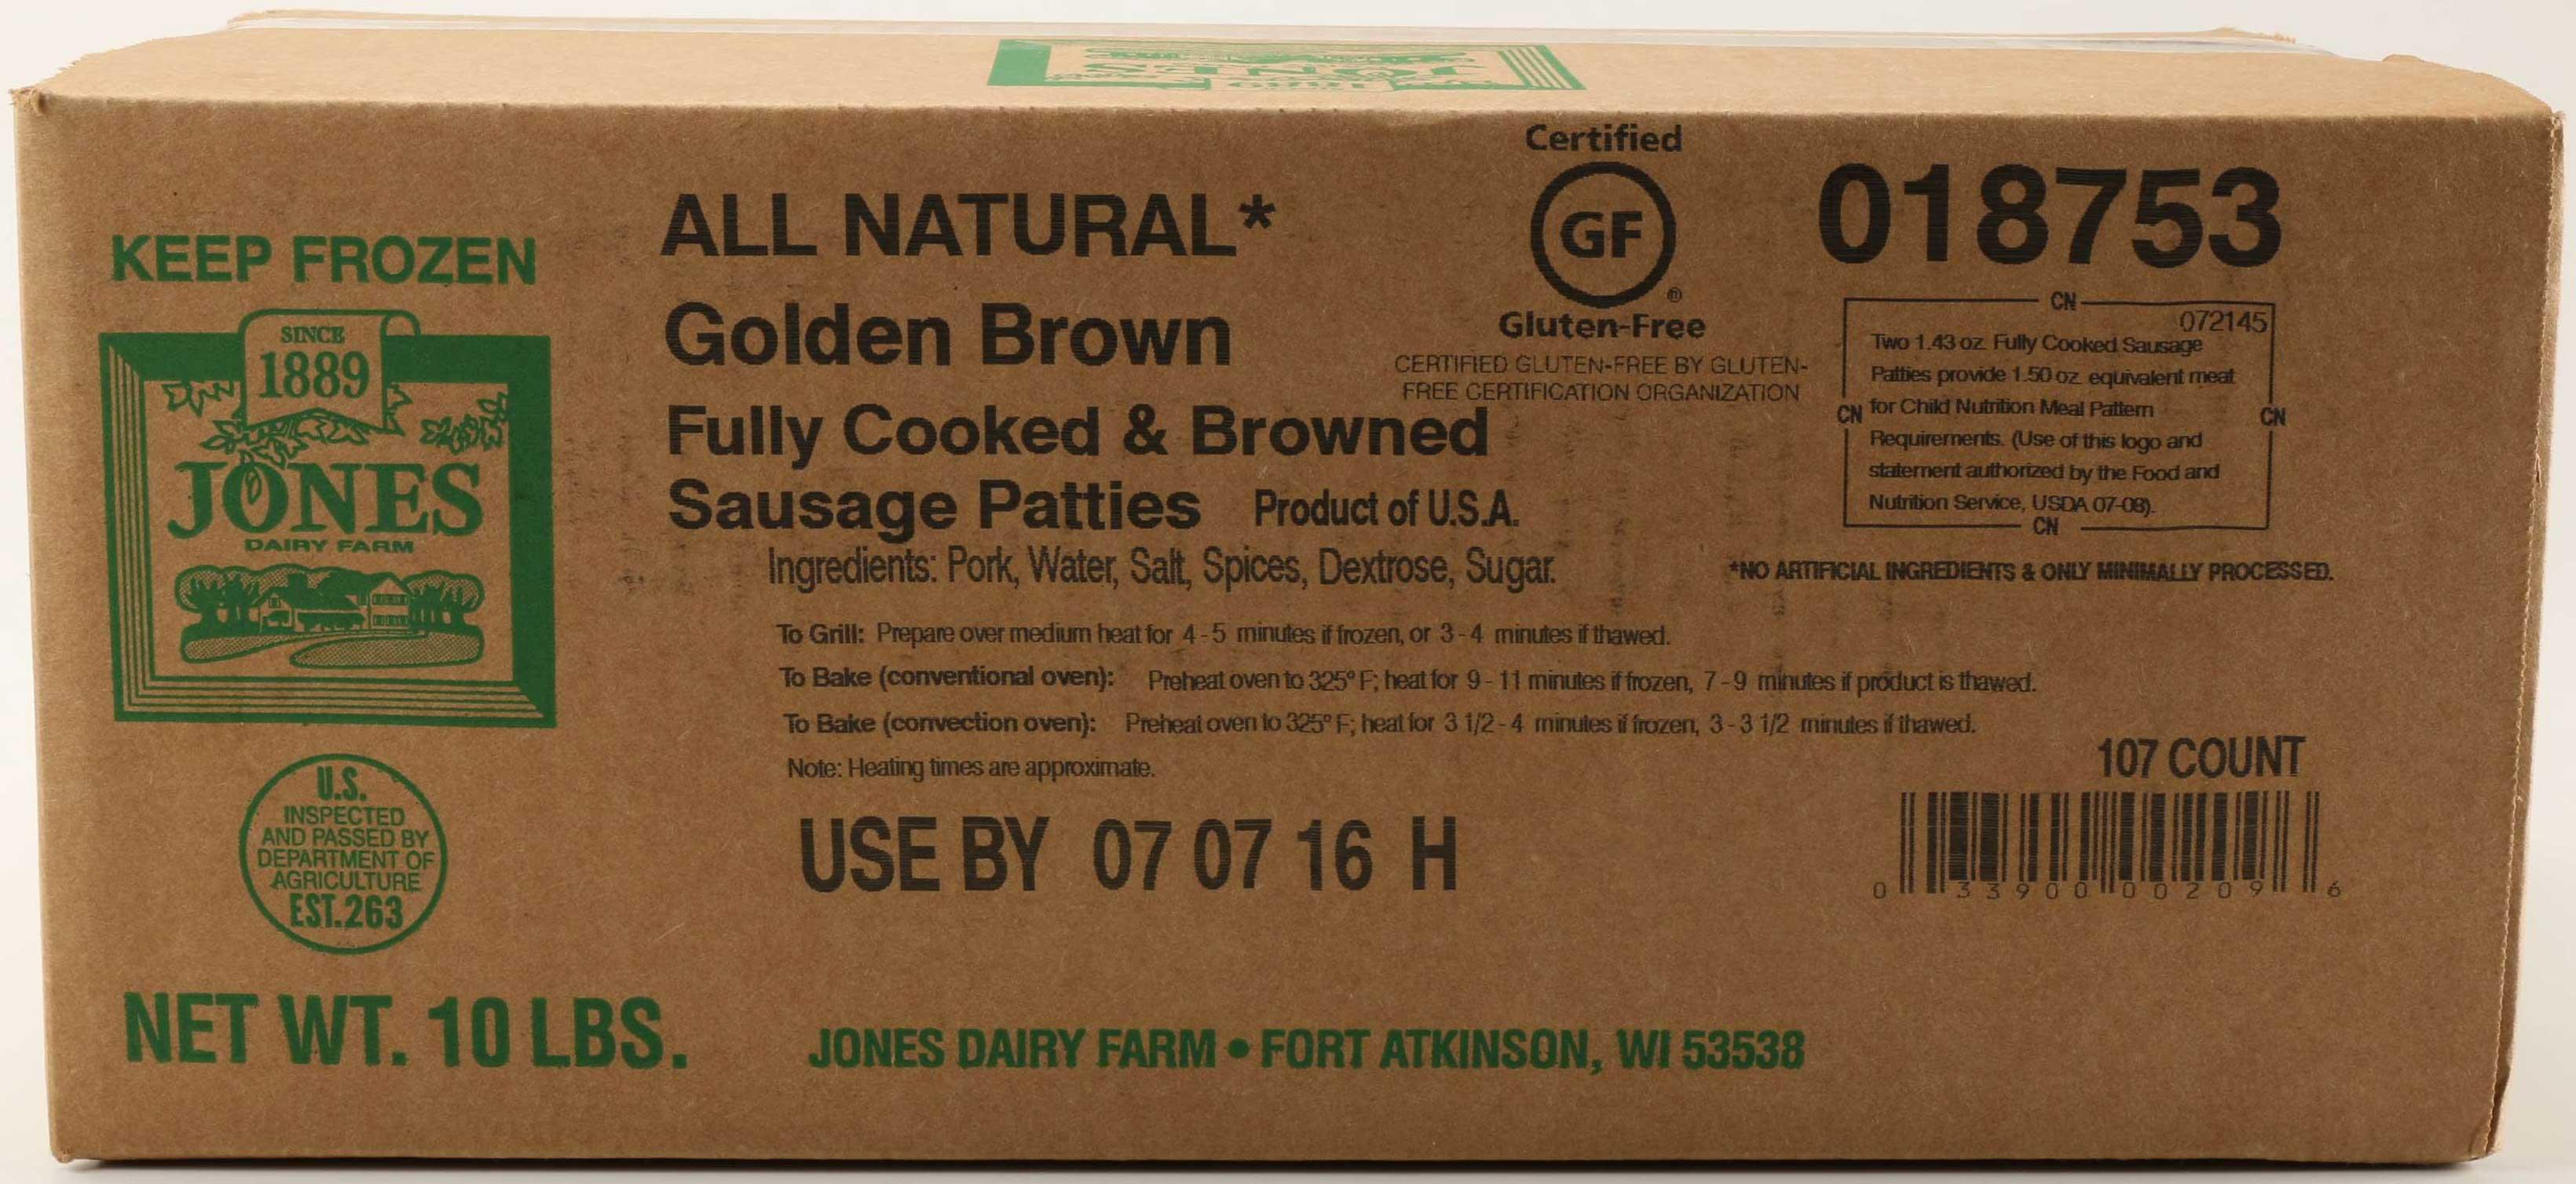 KEEP FROZEN
SINCE
1889
JONES
DAIRY FARM
U.S.
INSPECTED
AND PASSED BY
DEPARTMENT OF
AGRICULTURE
EST.263
NET WT. 10 LBS.
ALL NATURAL*
Golden Brown
Fully Cooked & Browned
Sausage Patties Product of U.S.A.
Ingredients: Pork, Water, Salt, Spices, Dextrose, Sugar.
Certified
GF
®
Gluten-Free
CERTIFIED GLUTEN-FREE BY GLUTEN-
FREE CERTIFICATION ORGANIZATION
018753
CN
072145
Two 1.43 oz. Fully Cooked Sausage
Patties provide 1.50 oz. equivalent meat
CN for Child Nutrition Meal Pattern CN
Requirements. (Use of this logo and
statement authorized by the Food and
Nutrition Service, USDA 07-08).
CN
*NO ARTIFICIAL INGREDIENTS & ONLY MINIMALLY PROCESSED.
To Grill: Prepare over medium heat for 4 - 5 minutes if frozen, or 3 - 4 minutes if thawed.
To Bake (conventional oven): Preheat oven to 325° F; heat for 9 - 11 minutes if frozen, 7 - 9 minutes if product is thawed.
To Bake (convection oven): Preheat oven to 325° F; heat for 3 1/2 - 4 minutes if frozen, 3 - 3 1/2 minutes if thawed.
Note: Heating times are approximate.
107 COUNT
0 33900 00209 6
USE BY 07 07 16 H
JONES DAIRY FARM • FORT ATKINSON, WI 53538